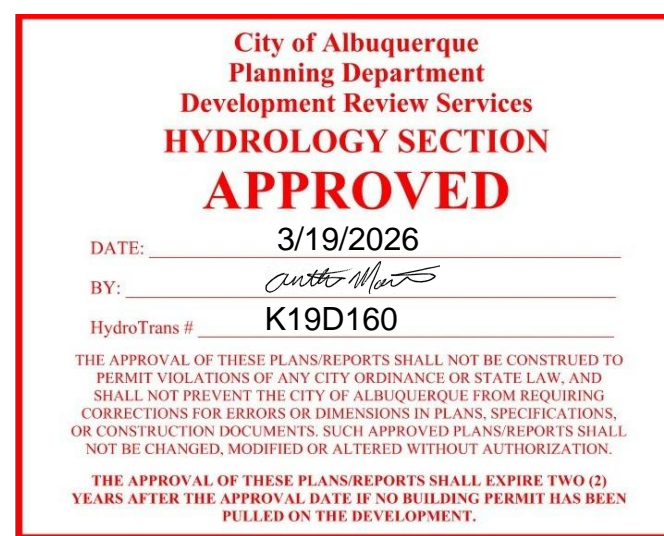 City of Albuquerque
Planning Department
Development Review Services
HYDROLOGY SECTION
APPROVED
DATE: 3/19/2026
BY:
HydroTrans # K19D160
THE APPROVAL OF THESE PLANS/REPORTS SHALL NOT BE CONSTRUED TO
PERMIT VIOLATIONS OF ANY CITY ORDINANCE OR STATE LAW, AND
SHALL NOT PREVENT THE CITY OF ALBUQUERQUE FROM REQUIRING
CORRECTIONS FOR ERRORS OR DIMENSIONS IN PLANS, SPECIFICATIONS,
OR CONSTRUCTION DOCUMENTS. SUCH APPROVED PLANS/REPORTS SHALL
NOT BE CHANGED, MODIFIED OR ALTERED WITHOUT AUTHORIZATION.
THE APPROVAL OF THESE PLANS/REPORTS SHALL EXPIRE TWO (2)
YEARS AFTER THE APPROVAL DATE IF NO BUILDING PERMIT HAS BEEN
PULLED ON THE DEVELOPMENT.